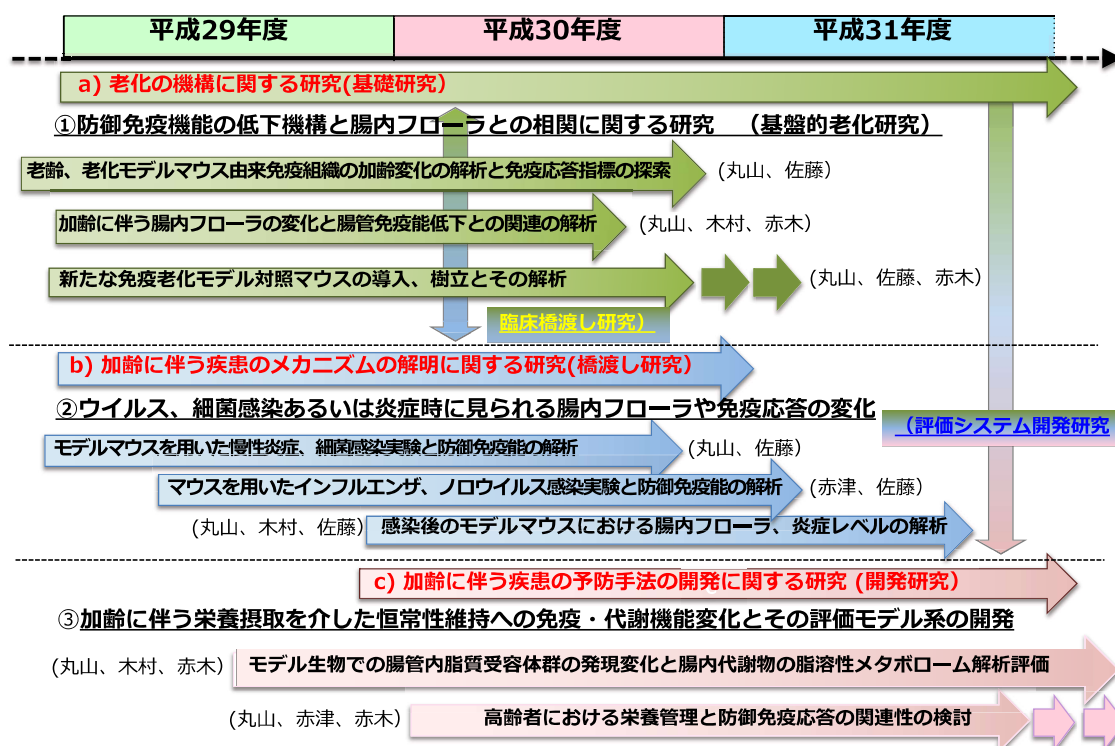 平成29年度
平成30年度
平成31年度
a) 老化の機構に関する研究(基礎研究）
①防御免疫機能の低下機構と腸内フローラとの相関に関する研究　（基盤的老化研究）
老齢、老化モデルマウス由来免疫組織の加齢変化の解析と免疫応答指標の探索
(丸山、佐藤）
加齢に伴う腸内フローラの変化と腸管免疫能低下との関連の解析
(丸山、木村、赤木）
新たな免疫老化モデル対照マウスの導入、樹立とその解析
(丸山、佐藤、赤木）
臨床橋渡し研究）
b) 加齢に伴う疾患のメカニズムの解明に関する研究(橋渡し研究）
②ウイルス、細菌感染あるいは炎症時に見られる腸内フローラや免疫応答の変化
（評価システム開発研究
モデルマウスを用いた慢性炎症、細菌感染実験と防御免疫能の解析
(丸山、佐藤）
マウスを用いたインフルエンザ、ノロウイルス感染実験と防御免疫能の解析
(赤津、佐藤）
(丸山、木村、佐藤）
感染後のモデルマウスにおける腸内フローラ、炎症レベルの解析
c) 加齢に伴う疾患の予防手法の開発に関する研究 (開発研究）
③加齢に伴う栄養摂取を介した恒常性維持への免疫・代謝機能変化とその評価モデル系の開発
(丸山、木村、赤木）
モデル生物での腸管内脂質受容体群の発現変化と腸内代謝物の脂溶性メタボローム解析評価
(丸山、赤津、赤木）
高齢者における栄養管理と防御免疫応答の関連性の検討